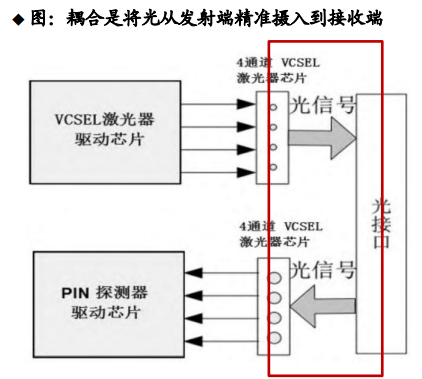 ◆ 图：耦合是将光从发射端精准摄入到接收端
4通道 VCSEL
激光器芯片
光信号
VCSEL激光器
驱动芯片
光接口
4通道 VCSEL
激光器芯片
光信号
PIN 探测器
驱动芯片